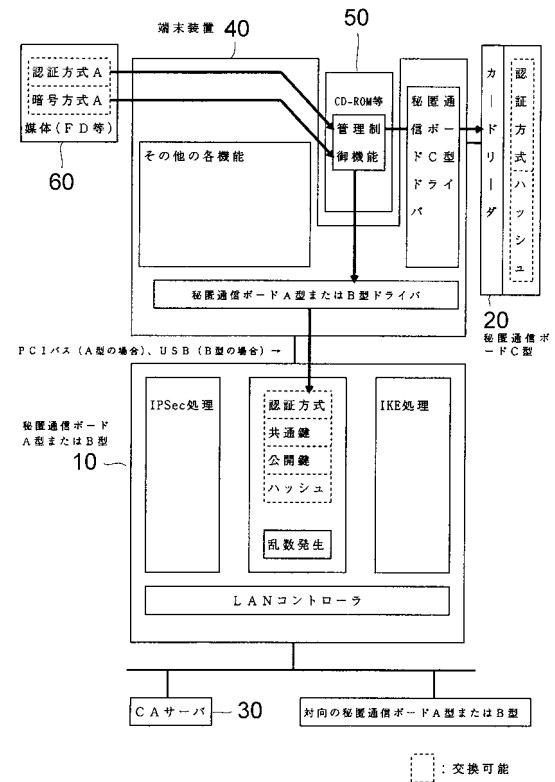 端末装置
40
50
認証方式A
暗号方式A
媒体(FD等)
60
CD-ROM等
管理制
御機能
その他の各機能
秘匿通
信ボー
ドC型
ドライ
バ
カードリーダ
認証方式
ハッシュ
20
秘匿通信ボ
ードC型
秘匿通信ボードA型またはB型ドライバ
PCIバス(A型の場合)、USB(B型の場合)→
秘匿通信ボード
A型またはB型
10
IPSec処理
認証方式
共通鍵
公開鍵
ハッシュ
乱数発生
IKE処理
LANコントローラ
CAサーバ
30
対向の秘匿通信ボードA型またはB型
:交換可能